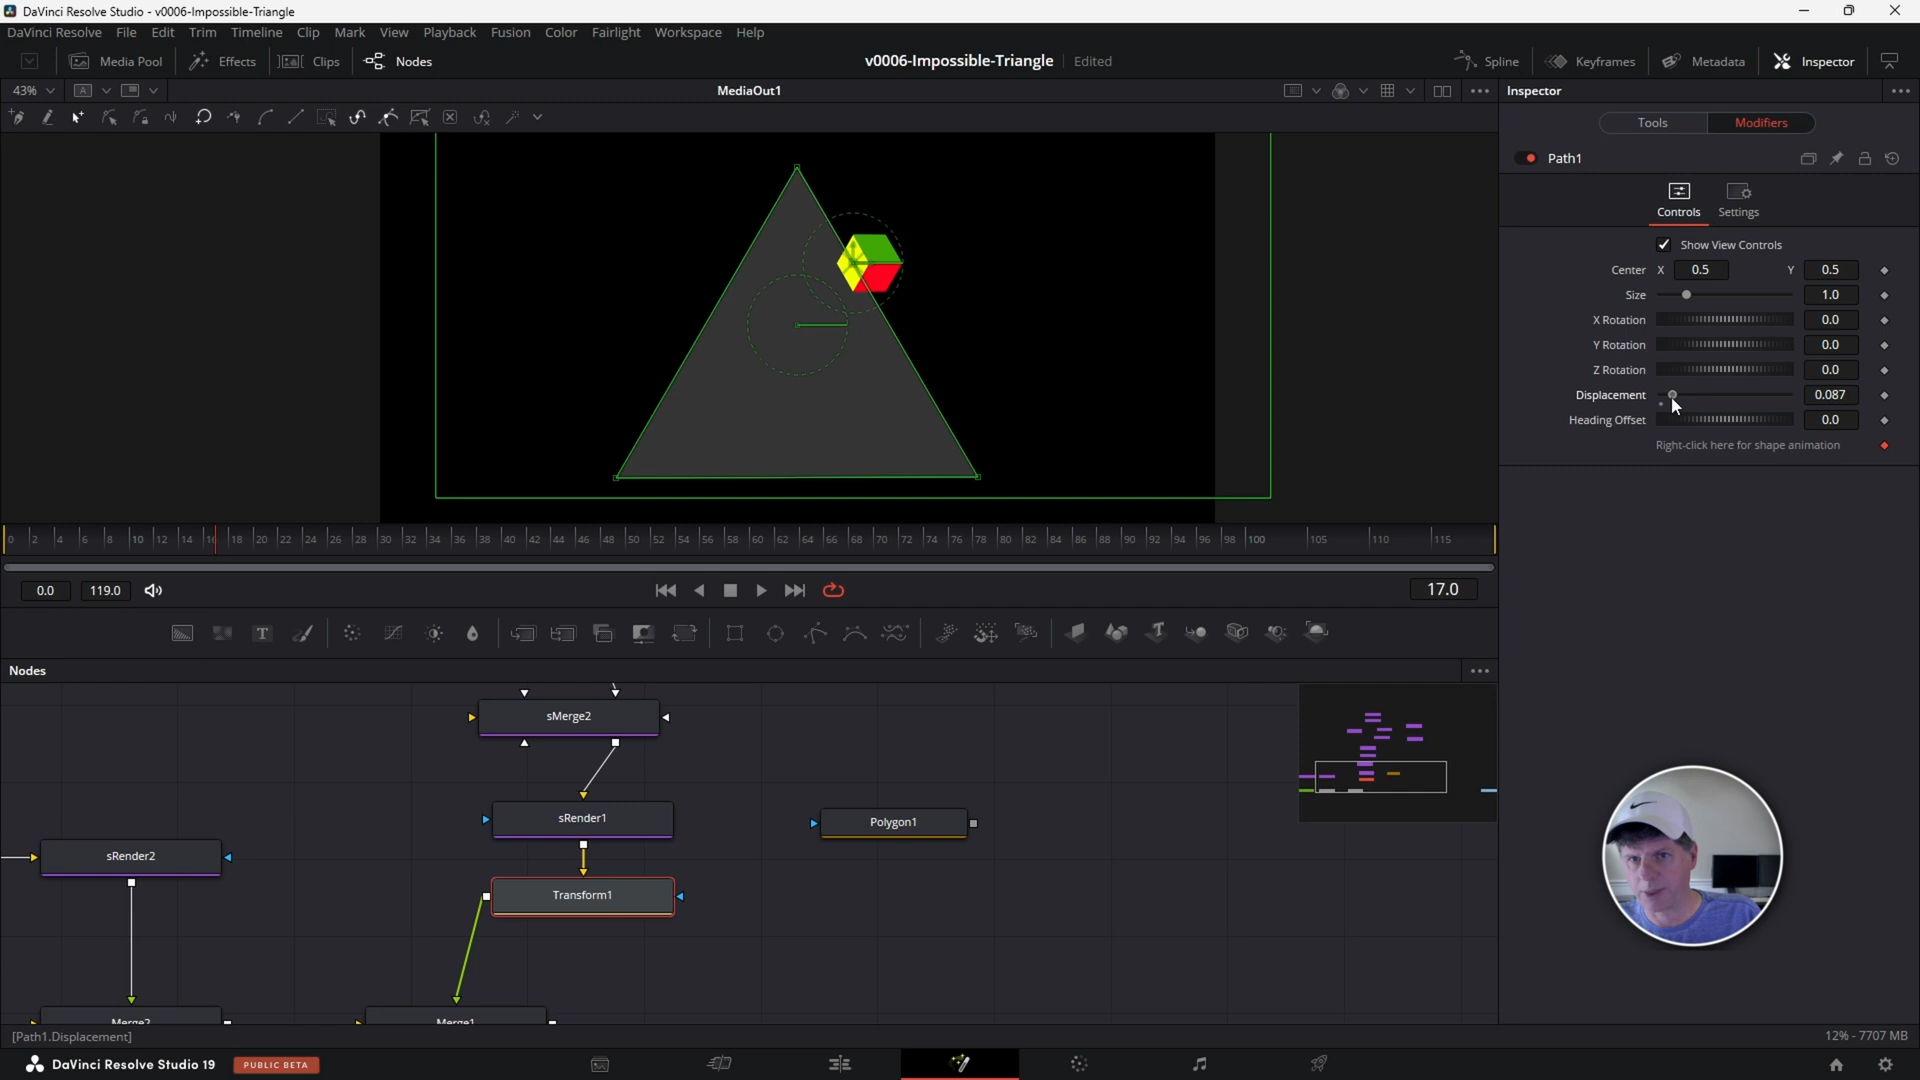 DaVinci Resolve Studio - v0006-Impossible-Triangle
DaVinci Resolve File Edit Trim Timeline Clip Mark View Playback Fusion Color Fairlight Workspace Help
Media Pool Effects Clips Nodes v0006-Impossible-Triangle Edited Spline Keyframes Metadata Inspector
43% A MediaOut1
Inspector
Tools Modifiers
Path1
Controls Settings
Show View Controls
Center X 0.5 Y 0.5
Size 1.0
X Rotation 0.0
Y Rotation 0.0
Z Rotation 0.0
Displacement 0.087
Heading Offset 0.0
Right-click here for shape animation
0 2 4 6 8 10 12 14 16 18 20 22 24 26 28 30 32 34 36 38 40 42 44 46 48 50 52 54 56 58 60 62 64 66 68 70 72 74 76 78 80 82 84 86 88 90 92 94 96 98 100 105 110 115
0.0 119.0 17.0
T T
Nodes
sMerge2
sRender1
Polygon1
sRender2
Transform1
Merge2 Merge1
[Path1.Displacement] 12% - 7707 MB
DaVinci Resolve Studio 19 PUBLIC BETA